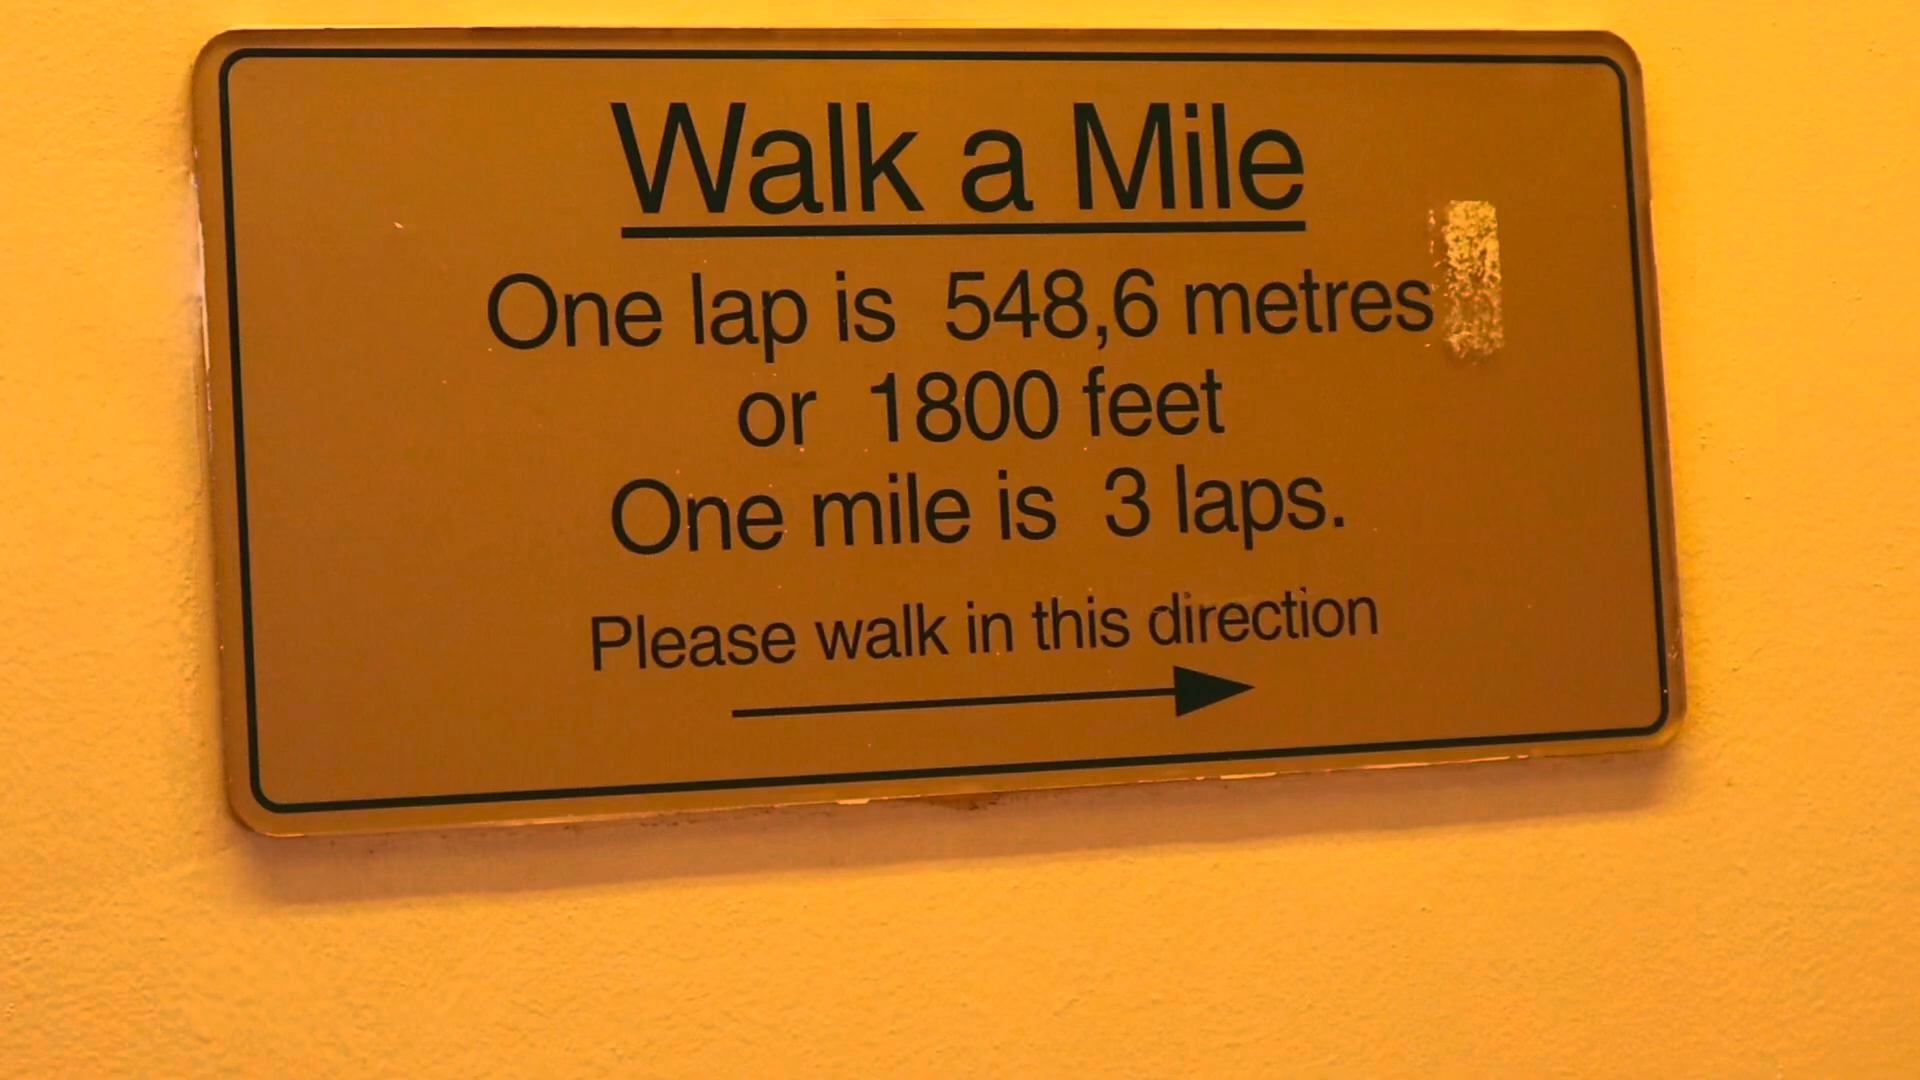 Walk a Mile
One lap is 548,6 metres
or 1800 feet
One mile is 3 laps.
Please walk in this direction